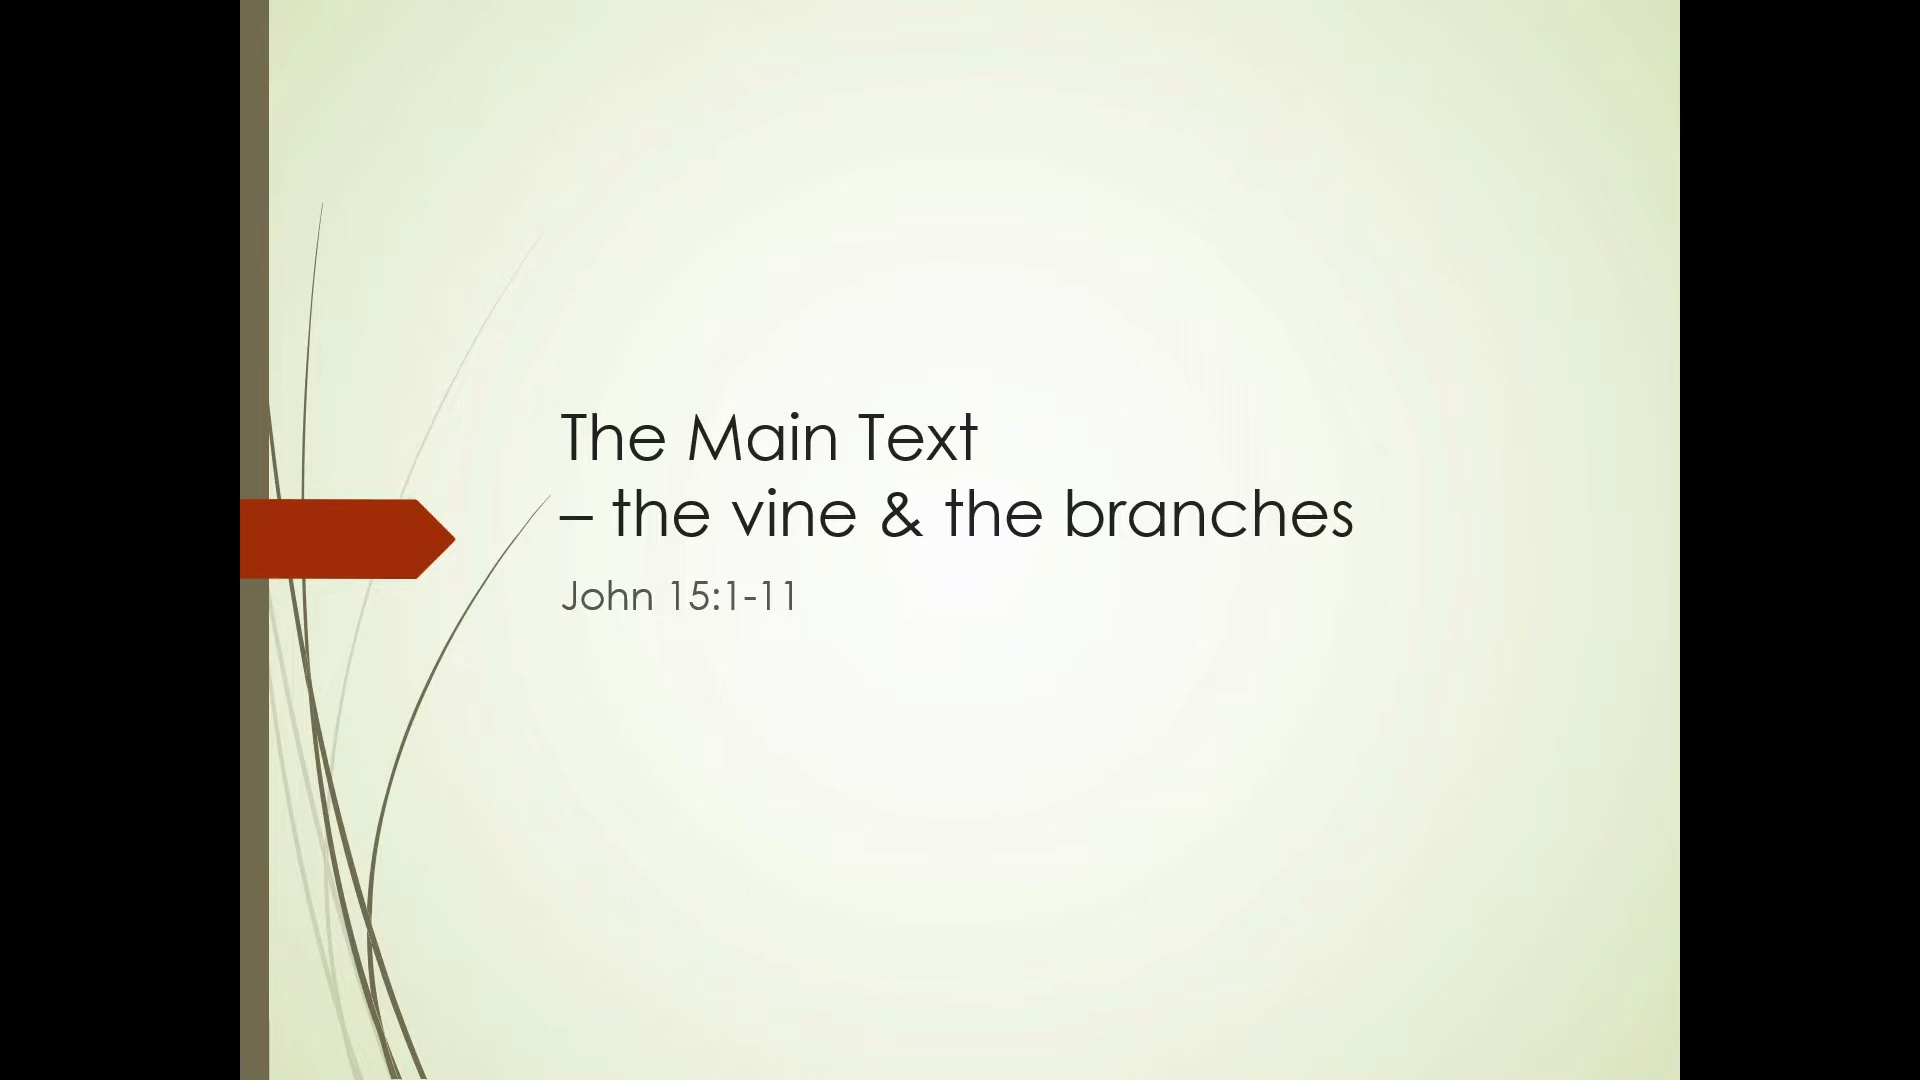 The Main Text
– the vine & the branches
John 15:1-11